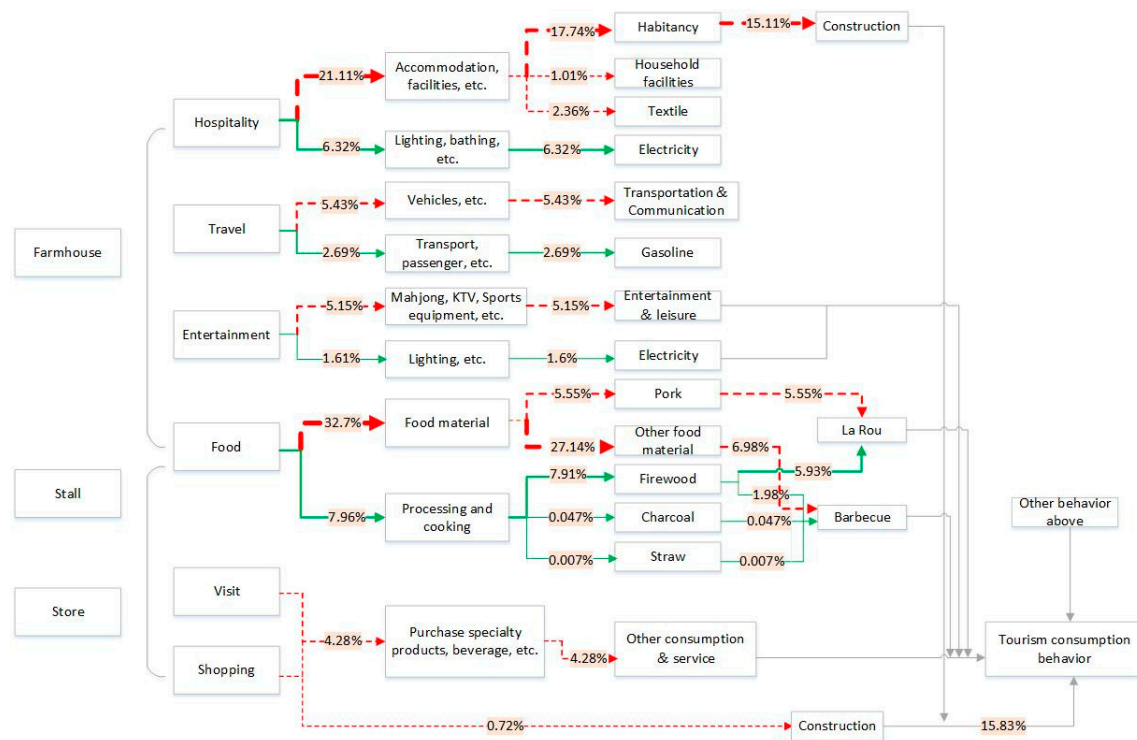 17.74%
Habitancy
15.11%
Construction
21.11%
Accommodation,
facilities, etc.
1.01%
Household
facilities
2.36%
Textile
Hospitality
6.32%
Lighting, bathing,
etc.
6.32%
Electricity
5.43%
Vehicles, etc.
5.43%
Transportation &
Communication
Travel
2.69%
Transport,
passenger, etc.
2.69%
Gasoline
Farmhouse
5.15%
Mahjong, KTV, Sports
equipment, etc.
5.15%
Entertainment
& leisure
Entertainment
1.61%
Lighting, etc.
1.6%
Electricity
32.7%
Food material
5.55%
Pork
5.55%
La Rou
Food
27.14%
Other food
material
6.98%
7.91%
Firewood
5.93%
1.98%
Stall
7.96%
Processing and
cooking
0.047%
Charcoal
0.047%
Barbecue
Other behavior
above
0.007%
Straw
0.007%
Visit
Store
4.28%
Purchase specialty
products, beverage, etc.
4.28%
Other consumption
& service
Tourism consumption
behavior
Shopping
0.72%
Construction
15.83%